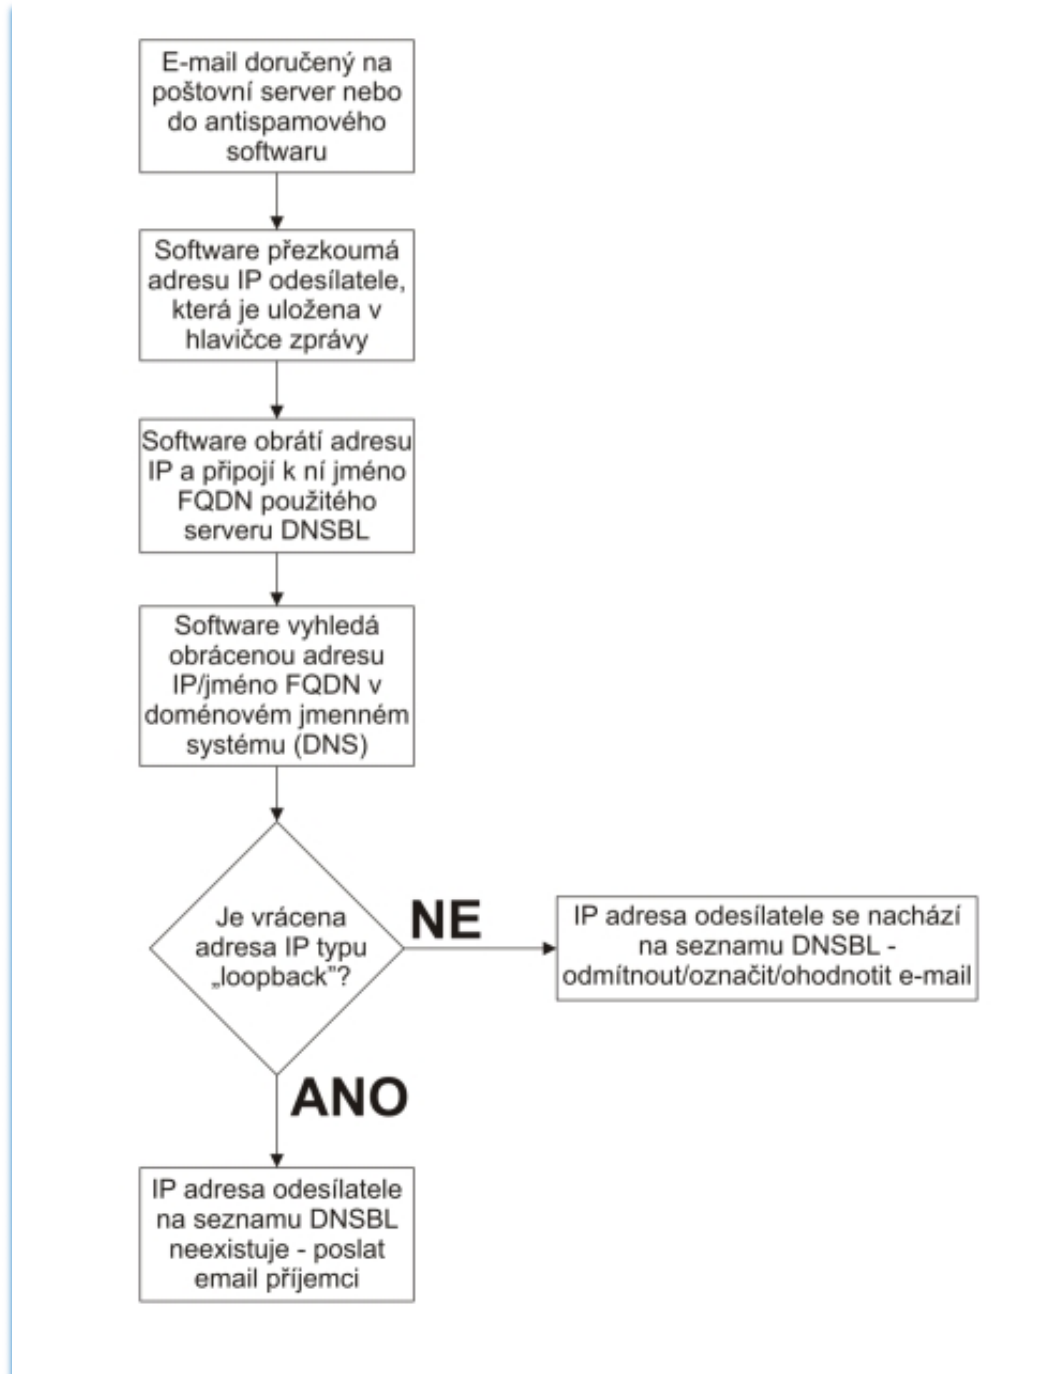 E-mail doručený na
poštovní server nebo
do antispamového
softwaru
Software přezkoumá
adresu IP odesílatele,
která je uložena v
hlavičce zprávy
Software obrátí adresu
IP a připojí k ní jméno
FQDN použitého
serveru DNSBL
Software vyhledá
obrácenou adresu
IP/jméno FQDN v
doménovém jmenném
systému (DNS)
Je vrácena
adresa IP typu
„loopback”?
NE
IP adresa odesílatele se nachází
na seznamu DNSBL -
odmítnout/označit/ohodnotit e-mail
ANO
IP adresa odesílatele
na seznamu DNSBL
neexistuje - poslat
email příjemci